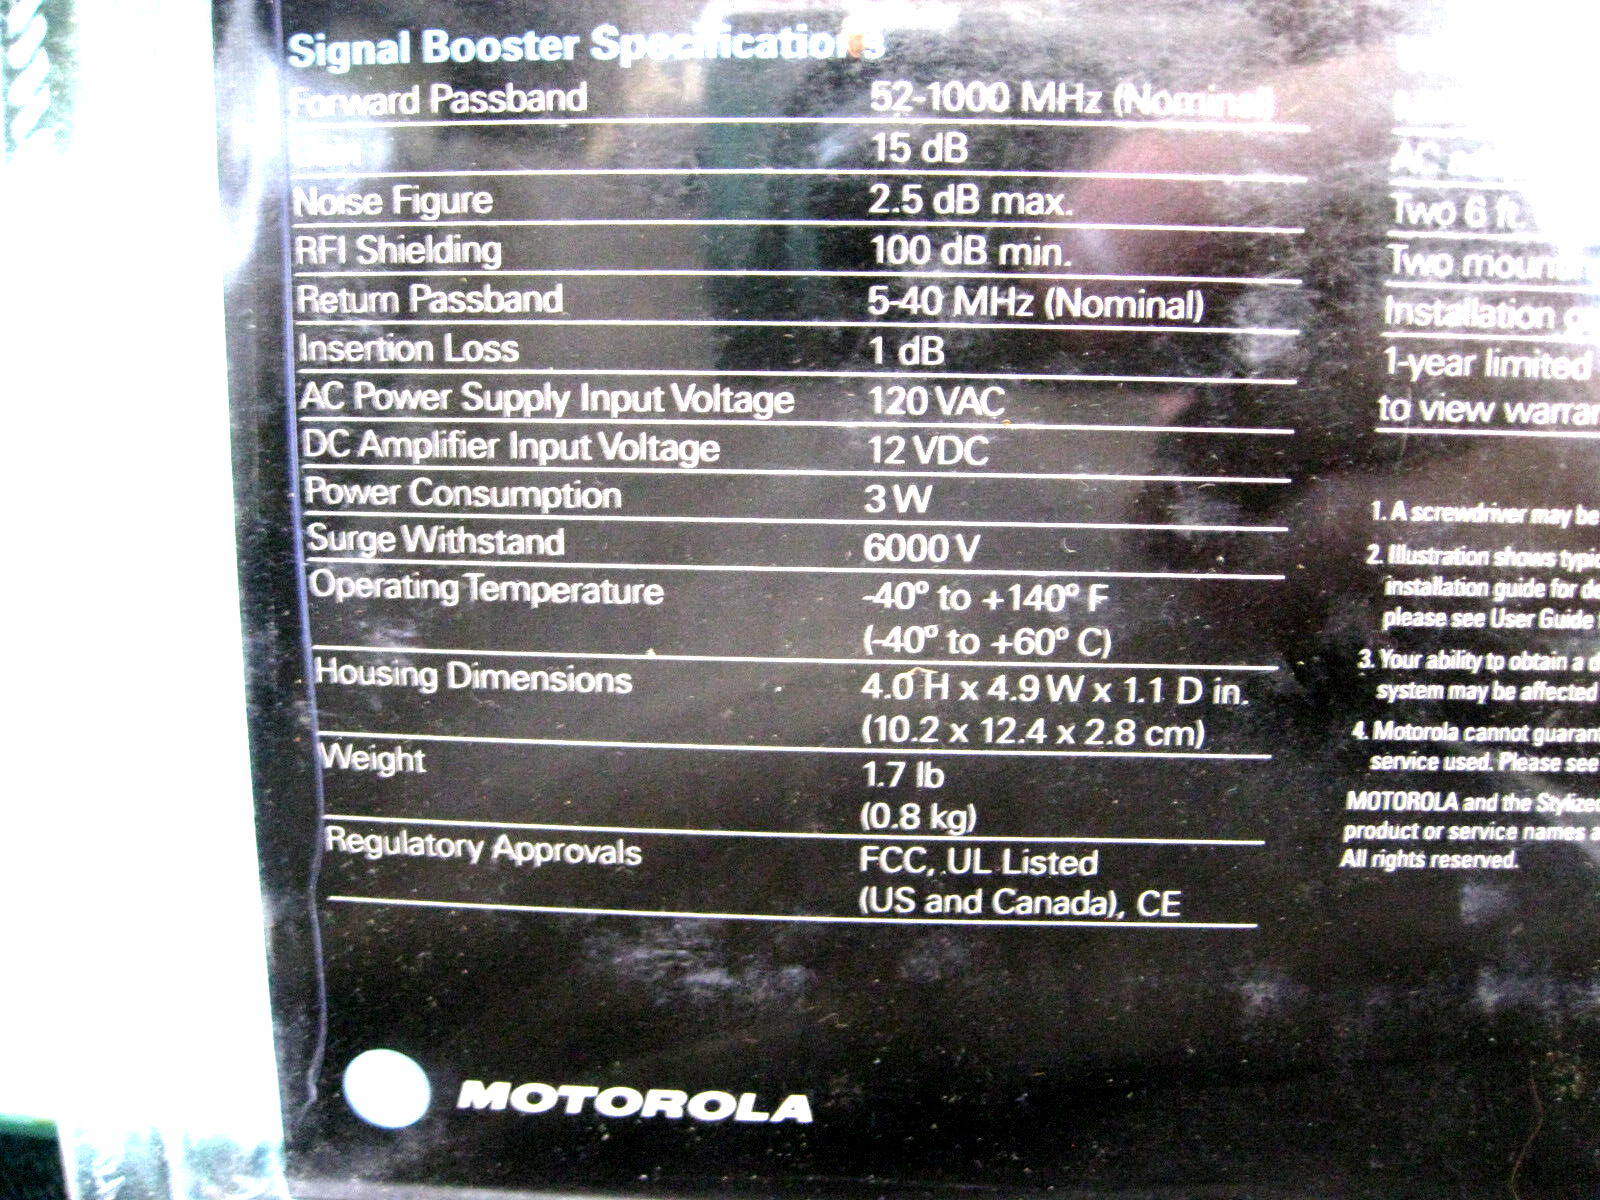 Signal Booster Specifications
Forward Passband 52-1000 MHz (Nominal)
Gain 15 dB
Noise Figure 2.5 dB max.
RFI Shielding 100 dB min.
Return Passband 5-40 MHz (Nominal)
Insertion Loss 1 dB
AC Power Supply Input Voltage 120 VAC
DC Amplifier Input Voltage 12 VDC
Power Consumption 3 W
Surge Withstand 6000 V
Operating Temperature -40º to +140º F
(-40º to +60º C)
Housing Dimensions 4.0 H x 4.9 W x 1.1 D in.
(10.2 x 12.4 x 2.8 cm)
Weight 1.7 lb
(0.8 kg)
Regulatory Approvals FCC, UL Listed
(US and Canada), CE
MOTOROLA
AC
Two 6 ft.
Two
Installation
1-year limited
to view
1. A screwdriver may be
2. Illustration shows
installation guide for
please see User Guide
3. Your ability to obtain a
system may be affected
4. Motorola cannot
service used. Please see
MOTOROLA and the
product or service names
All rights reserved.